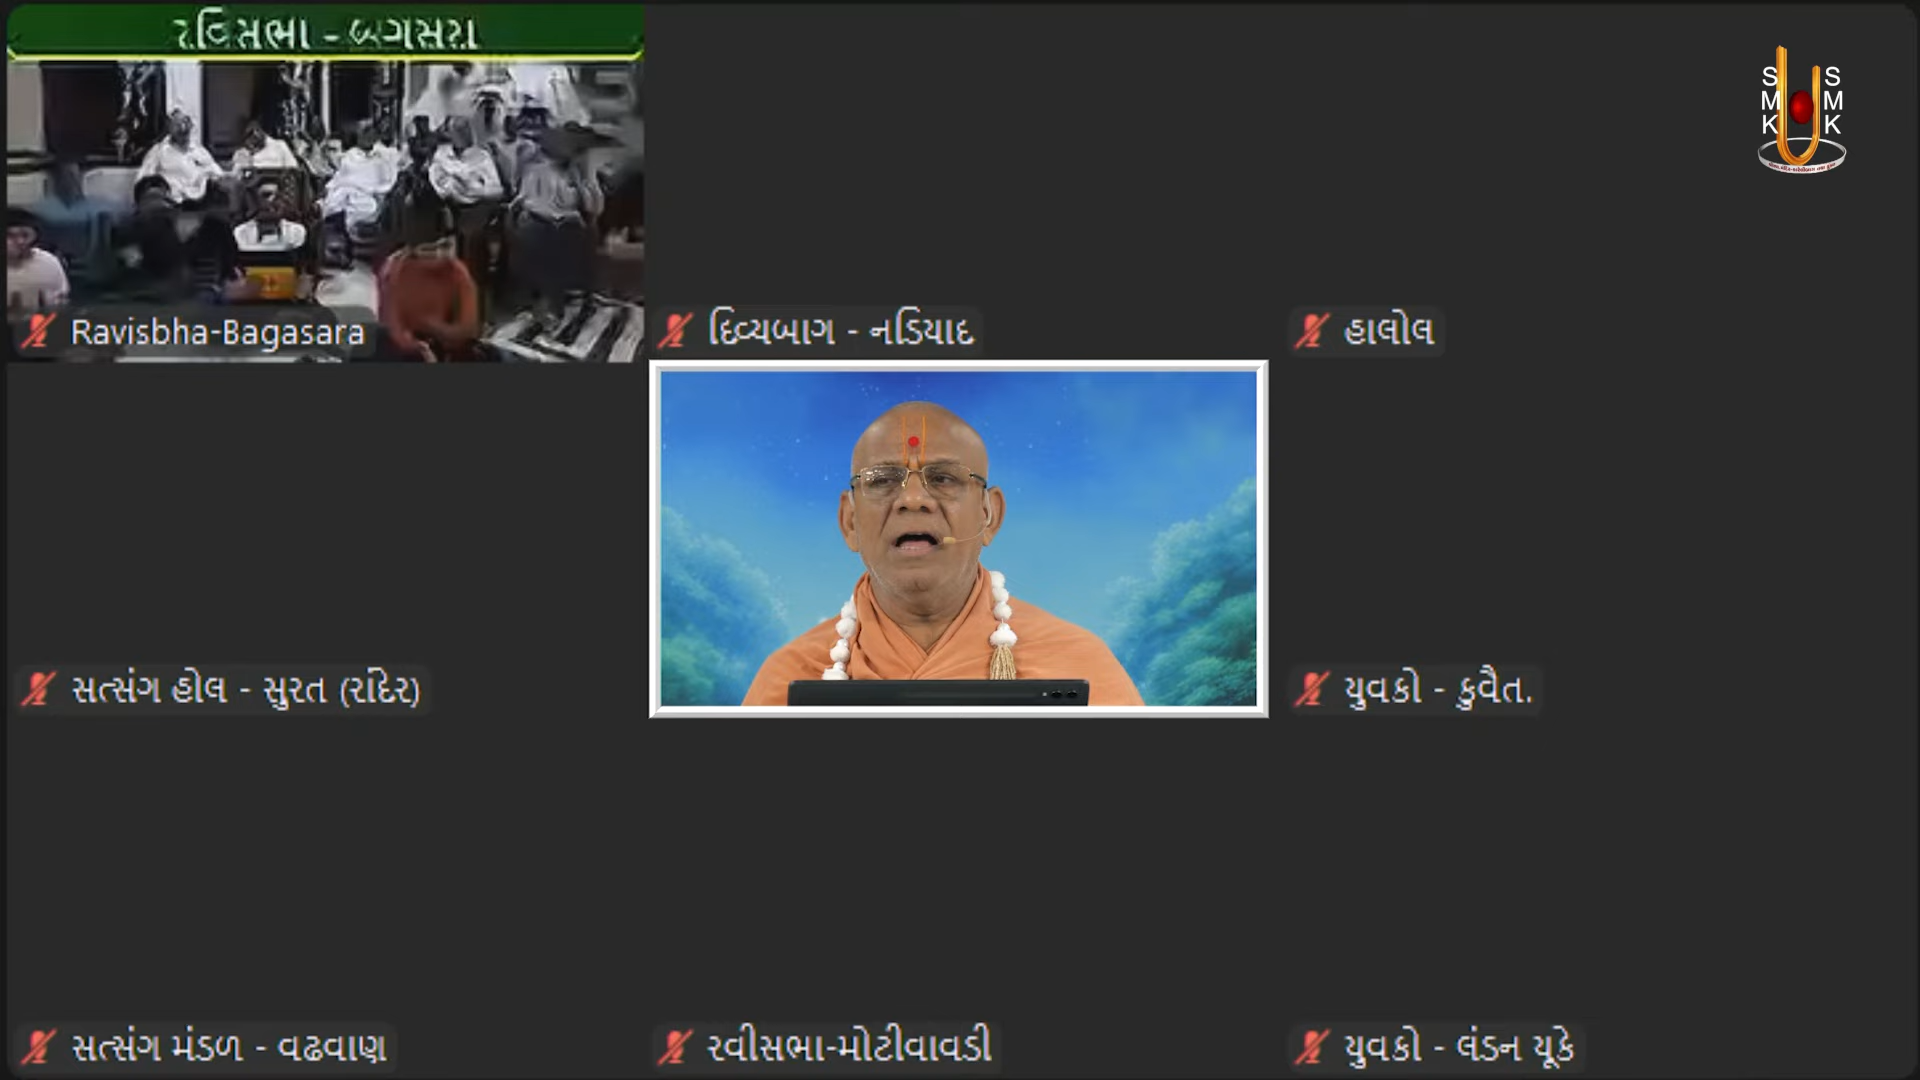 રવિસભા - બગસરા
S S
M M
K K
Ravisbha-Bagasara
દિવ્યબાગ - નડિયાદ
હાલોલ
સત્સંગ હોલ - સુરત (રાંદેર)
યુવકો - કુવૈત.
સત્સંગ મંડળ - વઢવાણ
રવીસભા-મોટીવાવડી
યુવકો - લંડન યૂકે